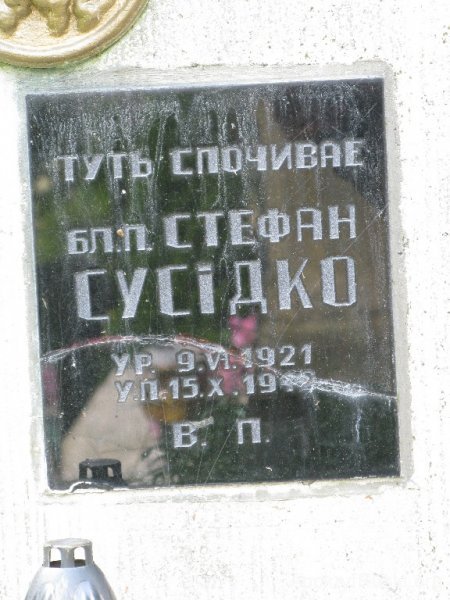 ТУТЬ СПОЧИВАЕ
БЛ.П. СТЕФАН
СУСІДКО
УР. 9.VI.1921
У.П. 15.X.
В. П.